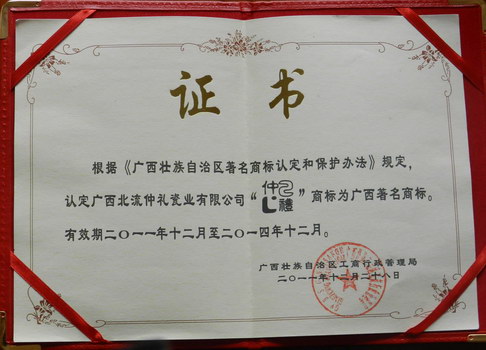 证书
根据《广西壮族自治区著名商标认定和保护办法》规定，
认定广西北流仲礼瓷业有限公司“仲礼”商标为广西著名商标。
有效期二〇一一年十二月至二〇一四年十二月。
广西壮族自治区工商行政管理局
二〇一一年十二月二十八日